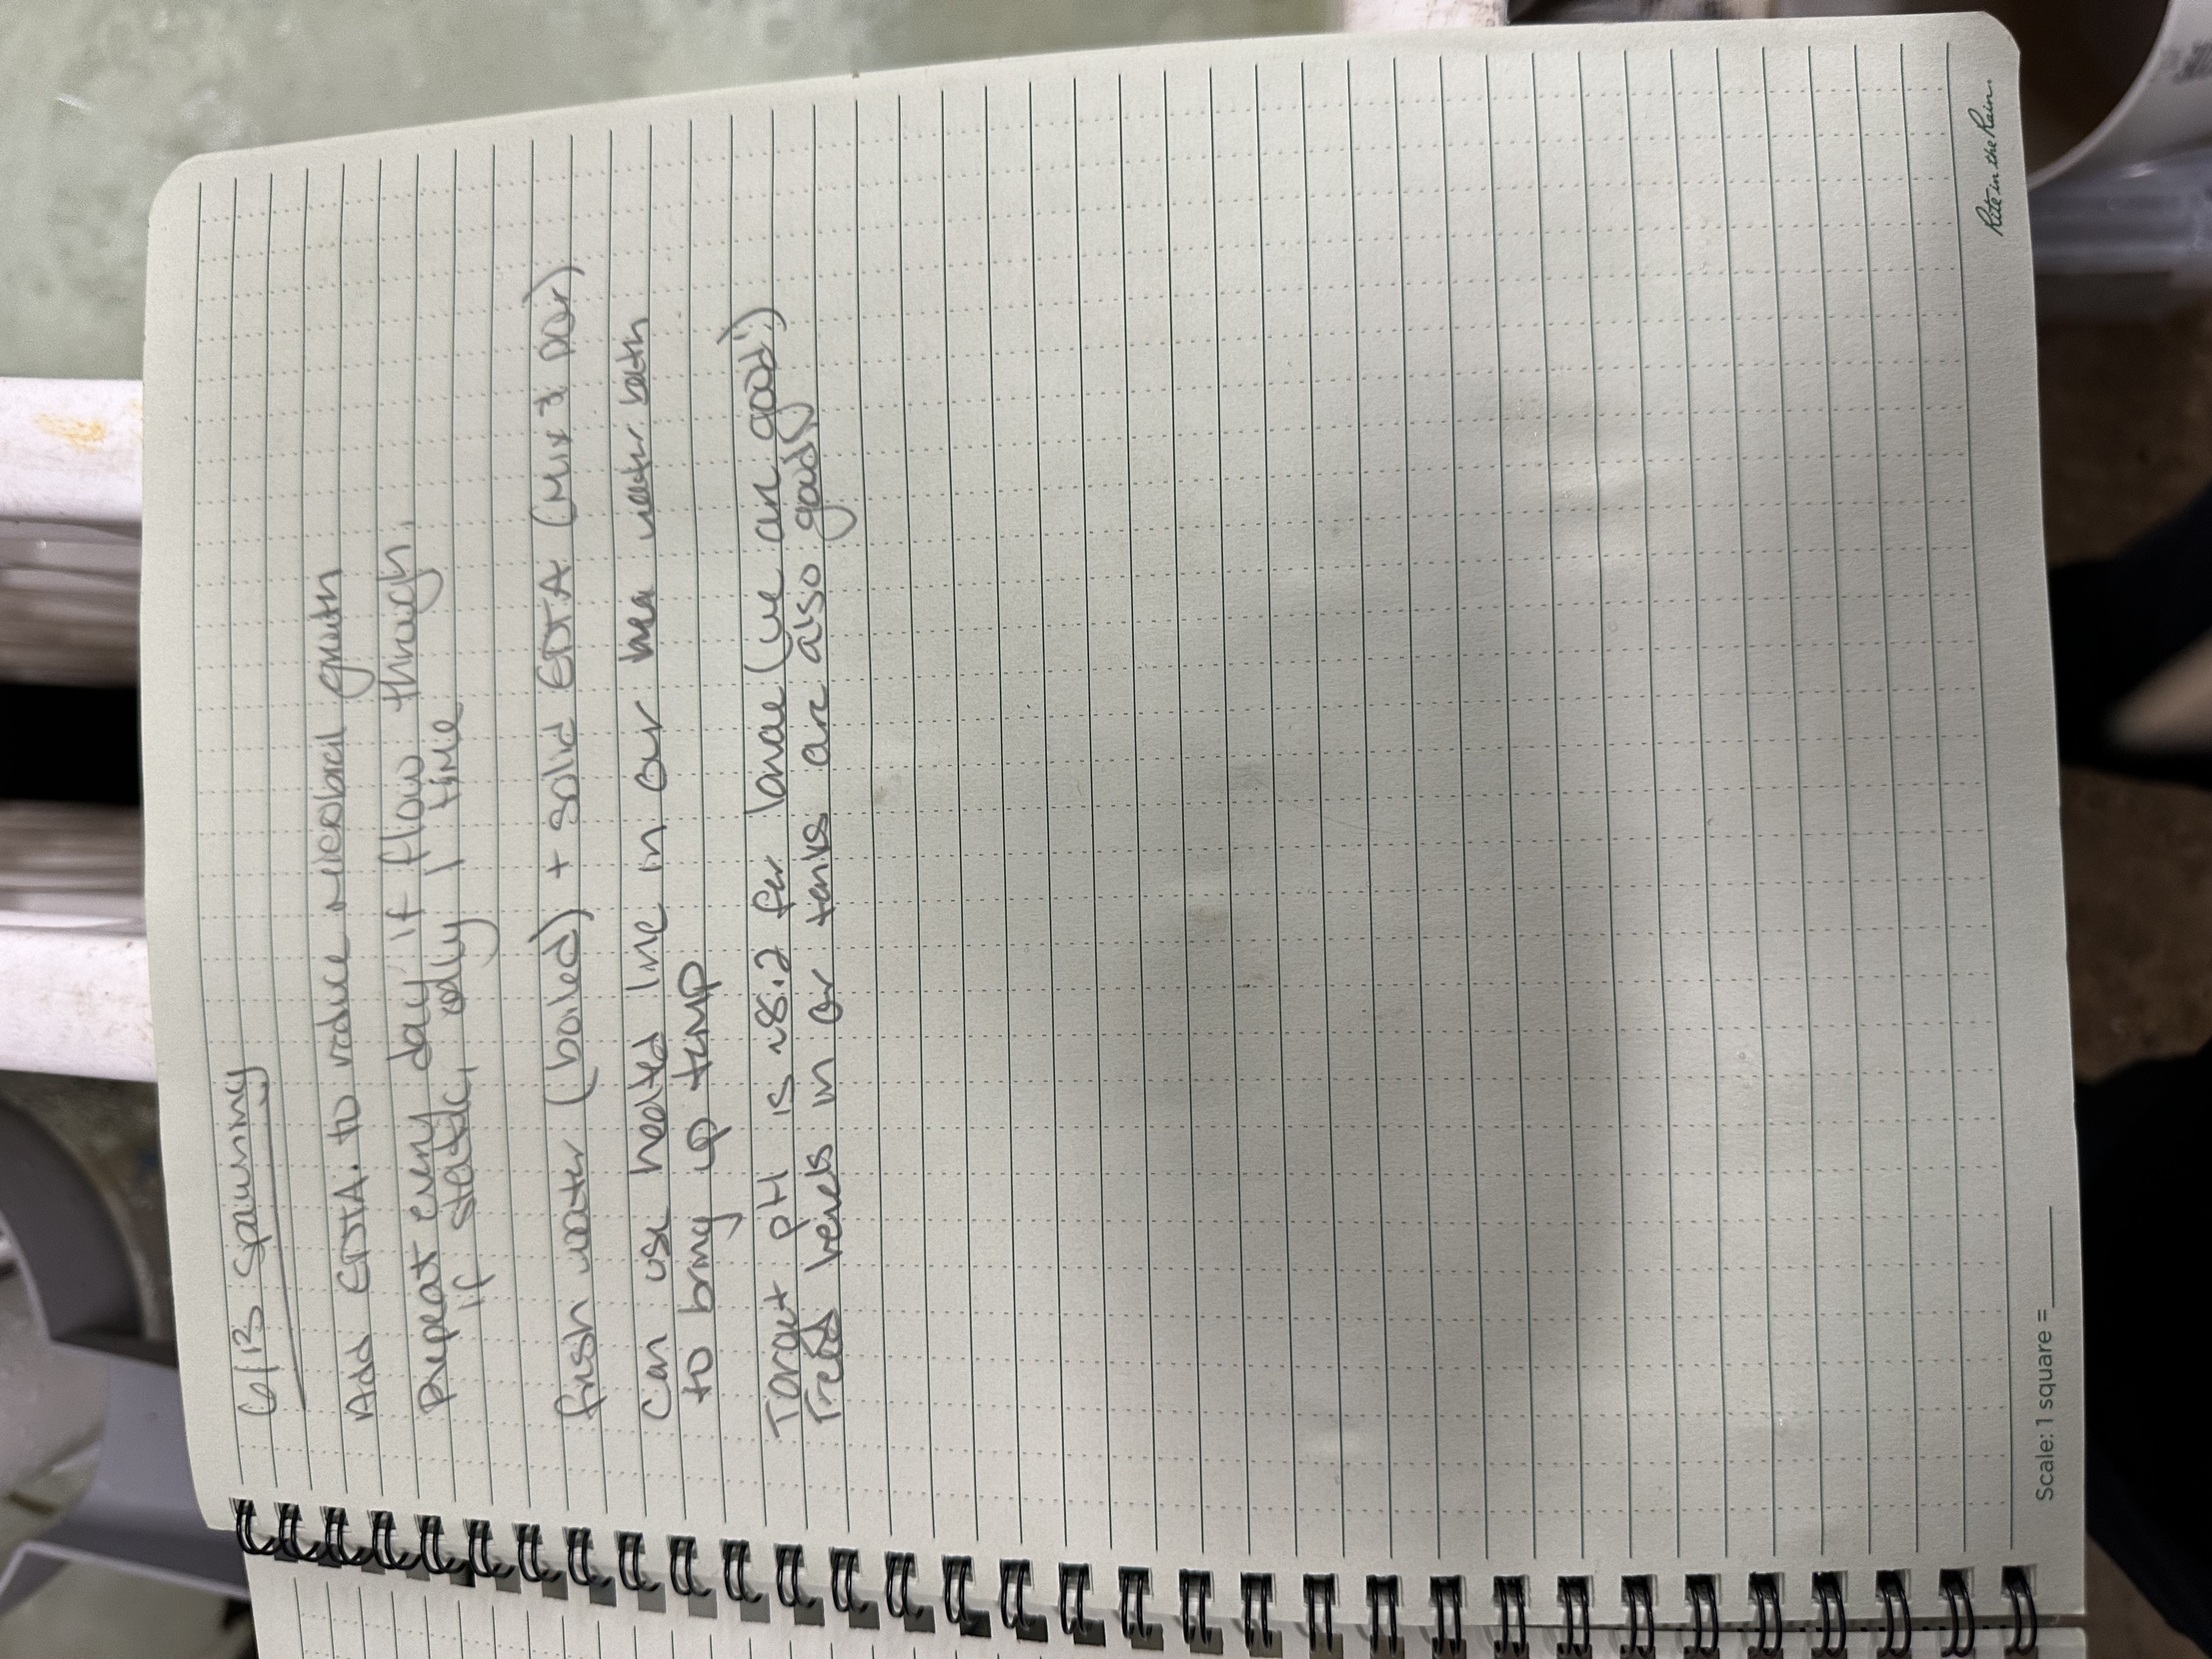 6/13 spawning
Add EDTA. to reduce microbial growth
Repeat every day if flow through,
if static, only 1 time
fresh water (boiled) + solid EDTA (mix & pour)
can use heated line in our water bath
to bring up temp
Target pH is ~8.2 for larvae (we are good!)
Feed levels in our tanks are also good
Rite in the Rain.
Scale: 1 square =